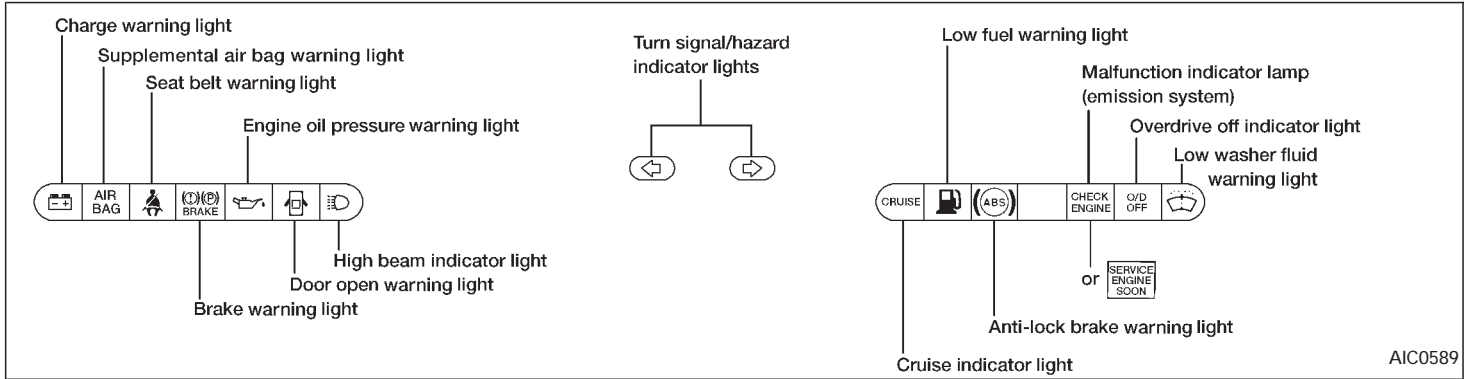 Charge warning light
Supplemental air bag warning light
Seat belt warning light
Engine oil pressure warning light
AIR
BAG
(!)(P)
BRAKE
High beam indicator light
Door open warning light
Brake warning light
Turn signal/hazard
indicator lights
Low fuel warning light
Malfunction indicator lamp
(emission system)
Overdrive off indicator light
Low washer fluid
warning light
CRUISE
(ABS)
CHECK
ENGINE
O/D
OFF
or
SERVICE
ENGINE
SOON
Anti-lock brake warning light
Cruise indicator light
AIC0589